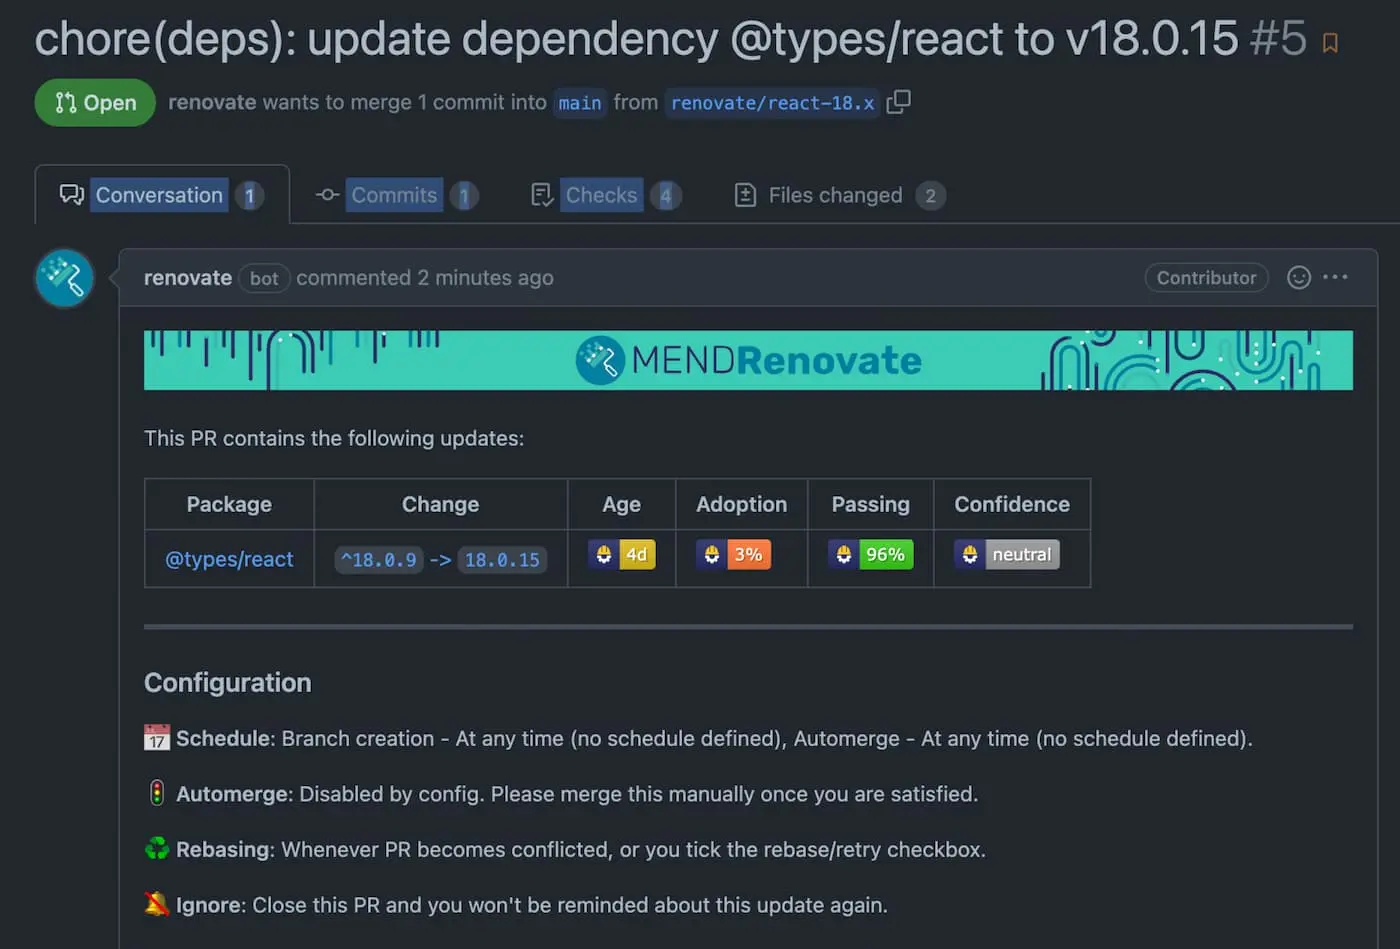 chore(deps): update dependency @types/react to v18.0.15 #5
Open renovate wants to merge 1 commit into main from renovate/react-18.x
Conversation 1 Commits 1 Checks 4 Files changed 2
renovate bot commented 2 minutes ago Contributor
MENDRenovate
This PR contains the following updates:
Package Change Age Adoption Passing Confidence
@types/react ^18.0.9 -> 18.0.15 4d 3% 96% neutral
Configuration
17 Schedule: Branch creation - At any time (no schedule defined), Automerge - At any time (no schedule defined).
Automerge: Disabled by config. Please merge this manually once you are satisfied.
Rebasing: Whenever PR becomes conflicted, or you tick the rebase/retry checkbox.
Ignore: Close this PR and you won't be reminded about this update again.